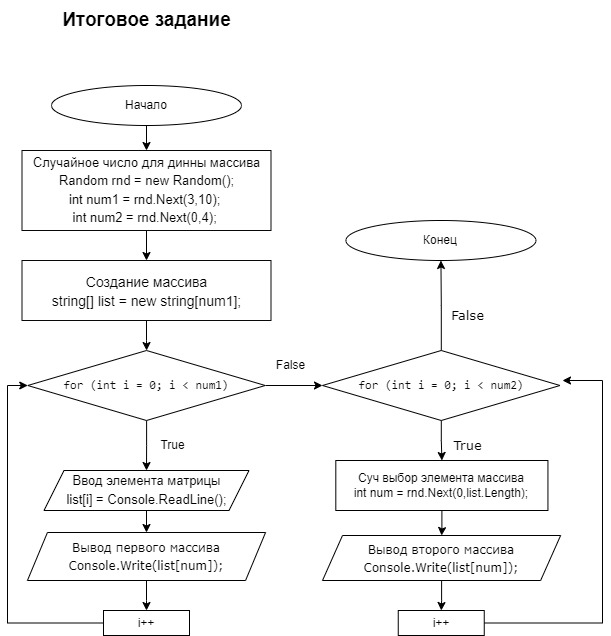 Итоговое задание
Начало
Случайное число для динны массива
Random rnd = new Random();
int num1 = rnd.Next(3,10);
int num2 = rnd.Next(0,4);
Создание массива
string[] list = new string[num1];
for (int i = 0; i < num1)
False
True
Ввод элемента матрицы
list[i] = Console.ReadLine();
Вывод первого массива
Console.Write(list[num]);
i++
Конец
False
for (int i = 0; i < num2)
True
Суч выбор элемента массива
int num = rnd.Next(0,list.Length);
Вывод второго массива
Console.Write(list[num]);
i++